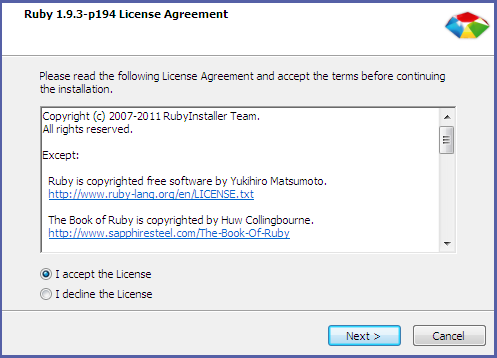 Ruby 1.9.3-p194 License Agreement
Please read the following License Agreement and accept the terms before continuing
the installation.
Copyright (c) 2007-2011 RubyInstaller Team.
All rights reserved.
Except:
Ruby is copyrighted free software by Yukihiro Matsumoto.
http://www.ruby-lang.org/en/LICENSE.txt
The Book of Ruby is copyrighted by Huw Collingbourne.
http://www.sapphiresteel.com/The-Book-Of-Ruby
I accept the License
I decline the License
Next >
Cancel